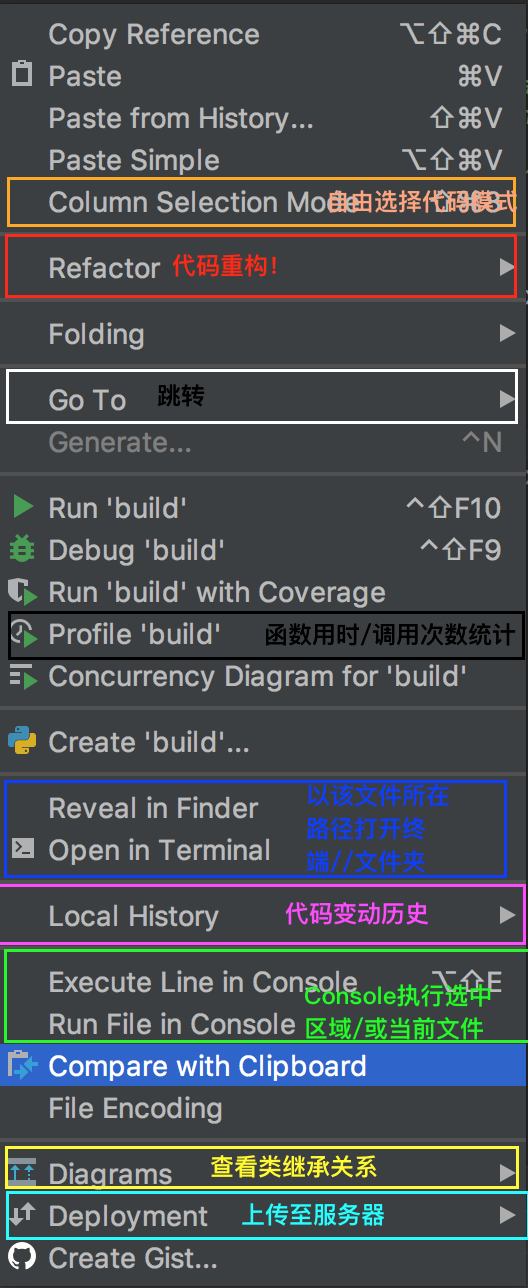 Copy Reference ⌥⇧⌘C
Paste ⌘V
Paste from History... ⇧⌘V
Paste Simple ⌥⇧⌘V
Column Selection Mode 自由选择代码模式
Refactor 代码重构！
Folding
Go To 跳转
Generate... ^N
Run 'build' ^⇧F10
Debug 'build' ^⇧F9
Run 'build' with Coverage
Profile 'build' 函数用时/调用次数统计
Concurrency Diagram for 'build'
Create 'build'...
Reveal in Finder 以该文件所在
路径打开终
Open in Terminal 端//文件夹
Local History 代码变动历史
Execute Line in Console ⌥⇧E
Console执行选中
Run File in Console 区域/或当前文件
Compare with Clipboard
File Encoding
Diagrams 查看类继承关系
Deployment 上传至服务器
Create Gist...